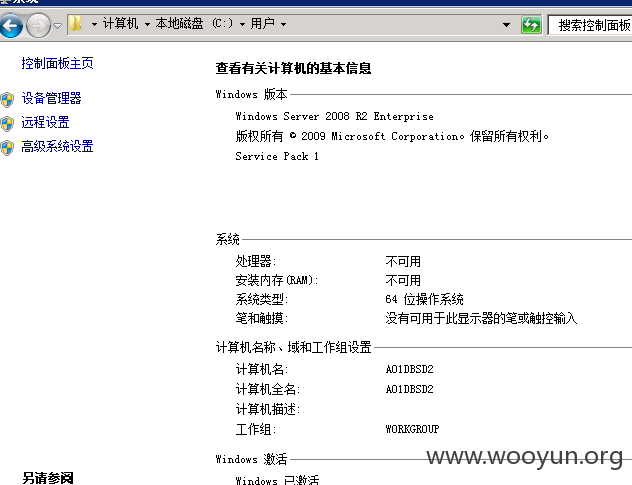 计算机 本地磁盘 (C:) 用户 搜索控制面板
控制面板主页
设备管理器
远程设置
高级系统设置
查看有关计算机的基本信息
Windows 版本
Windows Server 2008 R2 Enterprise
版权所有 © 2009 Microsoft Corporation。保留所有权利。
Service Pack 1
系统
处理器: 不可用
安装内存(RAM): 不可用
系统类型: 64 位操作系统
笔和触摸: 没有可用于此显示器的笔或触控输入
计算机名称、域和工作组设置
计算机名: A01DBSD2
计算机全名: A01DBSD2
计算机描述:
工作组: WORKGROUP
Windows 激活
www.wooyun.org
另请参阅
Windows 已激活